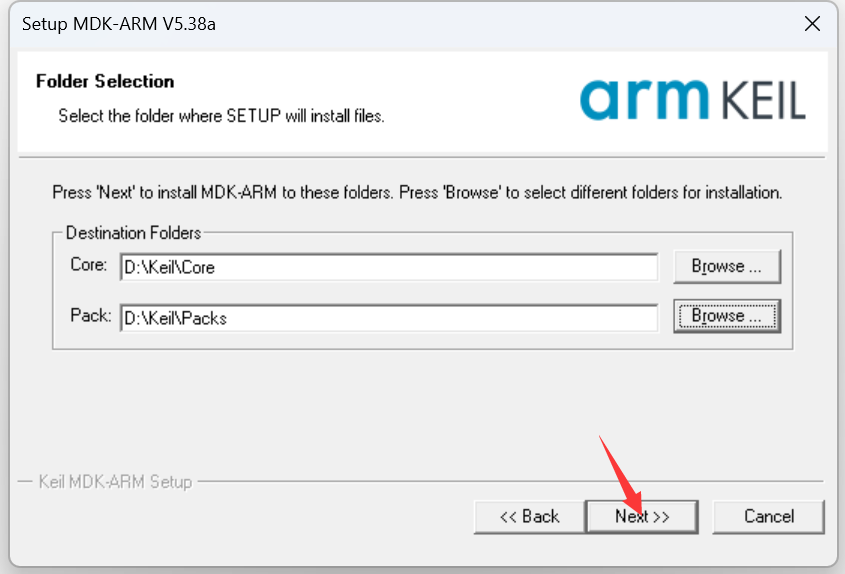 Setup MDK-ARM V5.38a
Folder Selection
Select the folder where SETUP will install files.
arm KEIL
Press 'Next' to install MDK-ARM to these folders. Press 'Browse' to select different folders for installation.
Destination Folders
Core: D:\Keil\Core Browse ...
Pack: D:\Keil\Packs Browse ...
Keil MDK-ARM Setup
<< Back Next >> Cancel